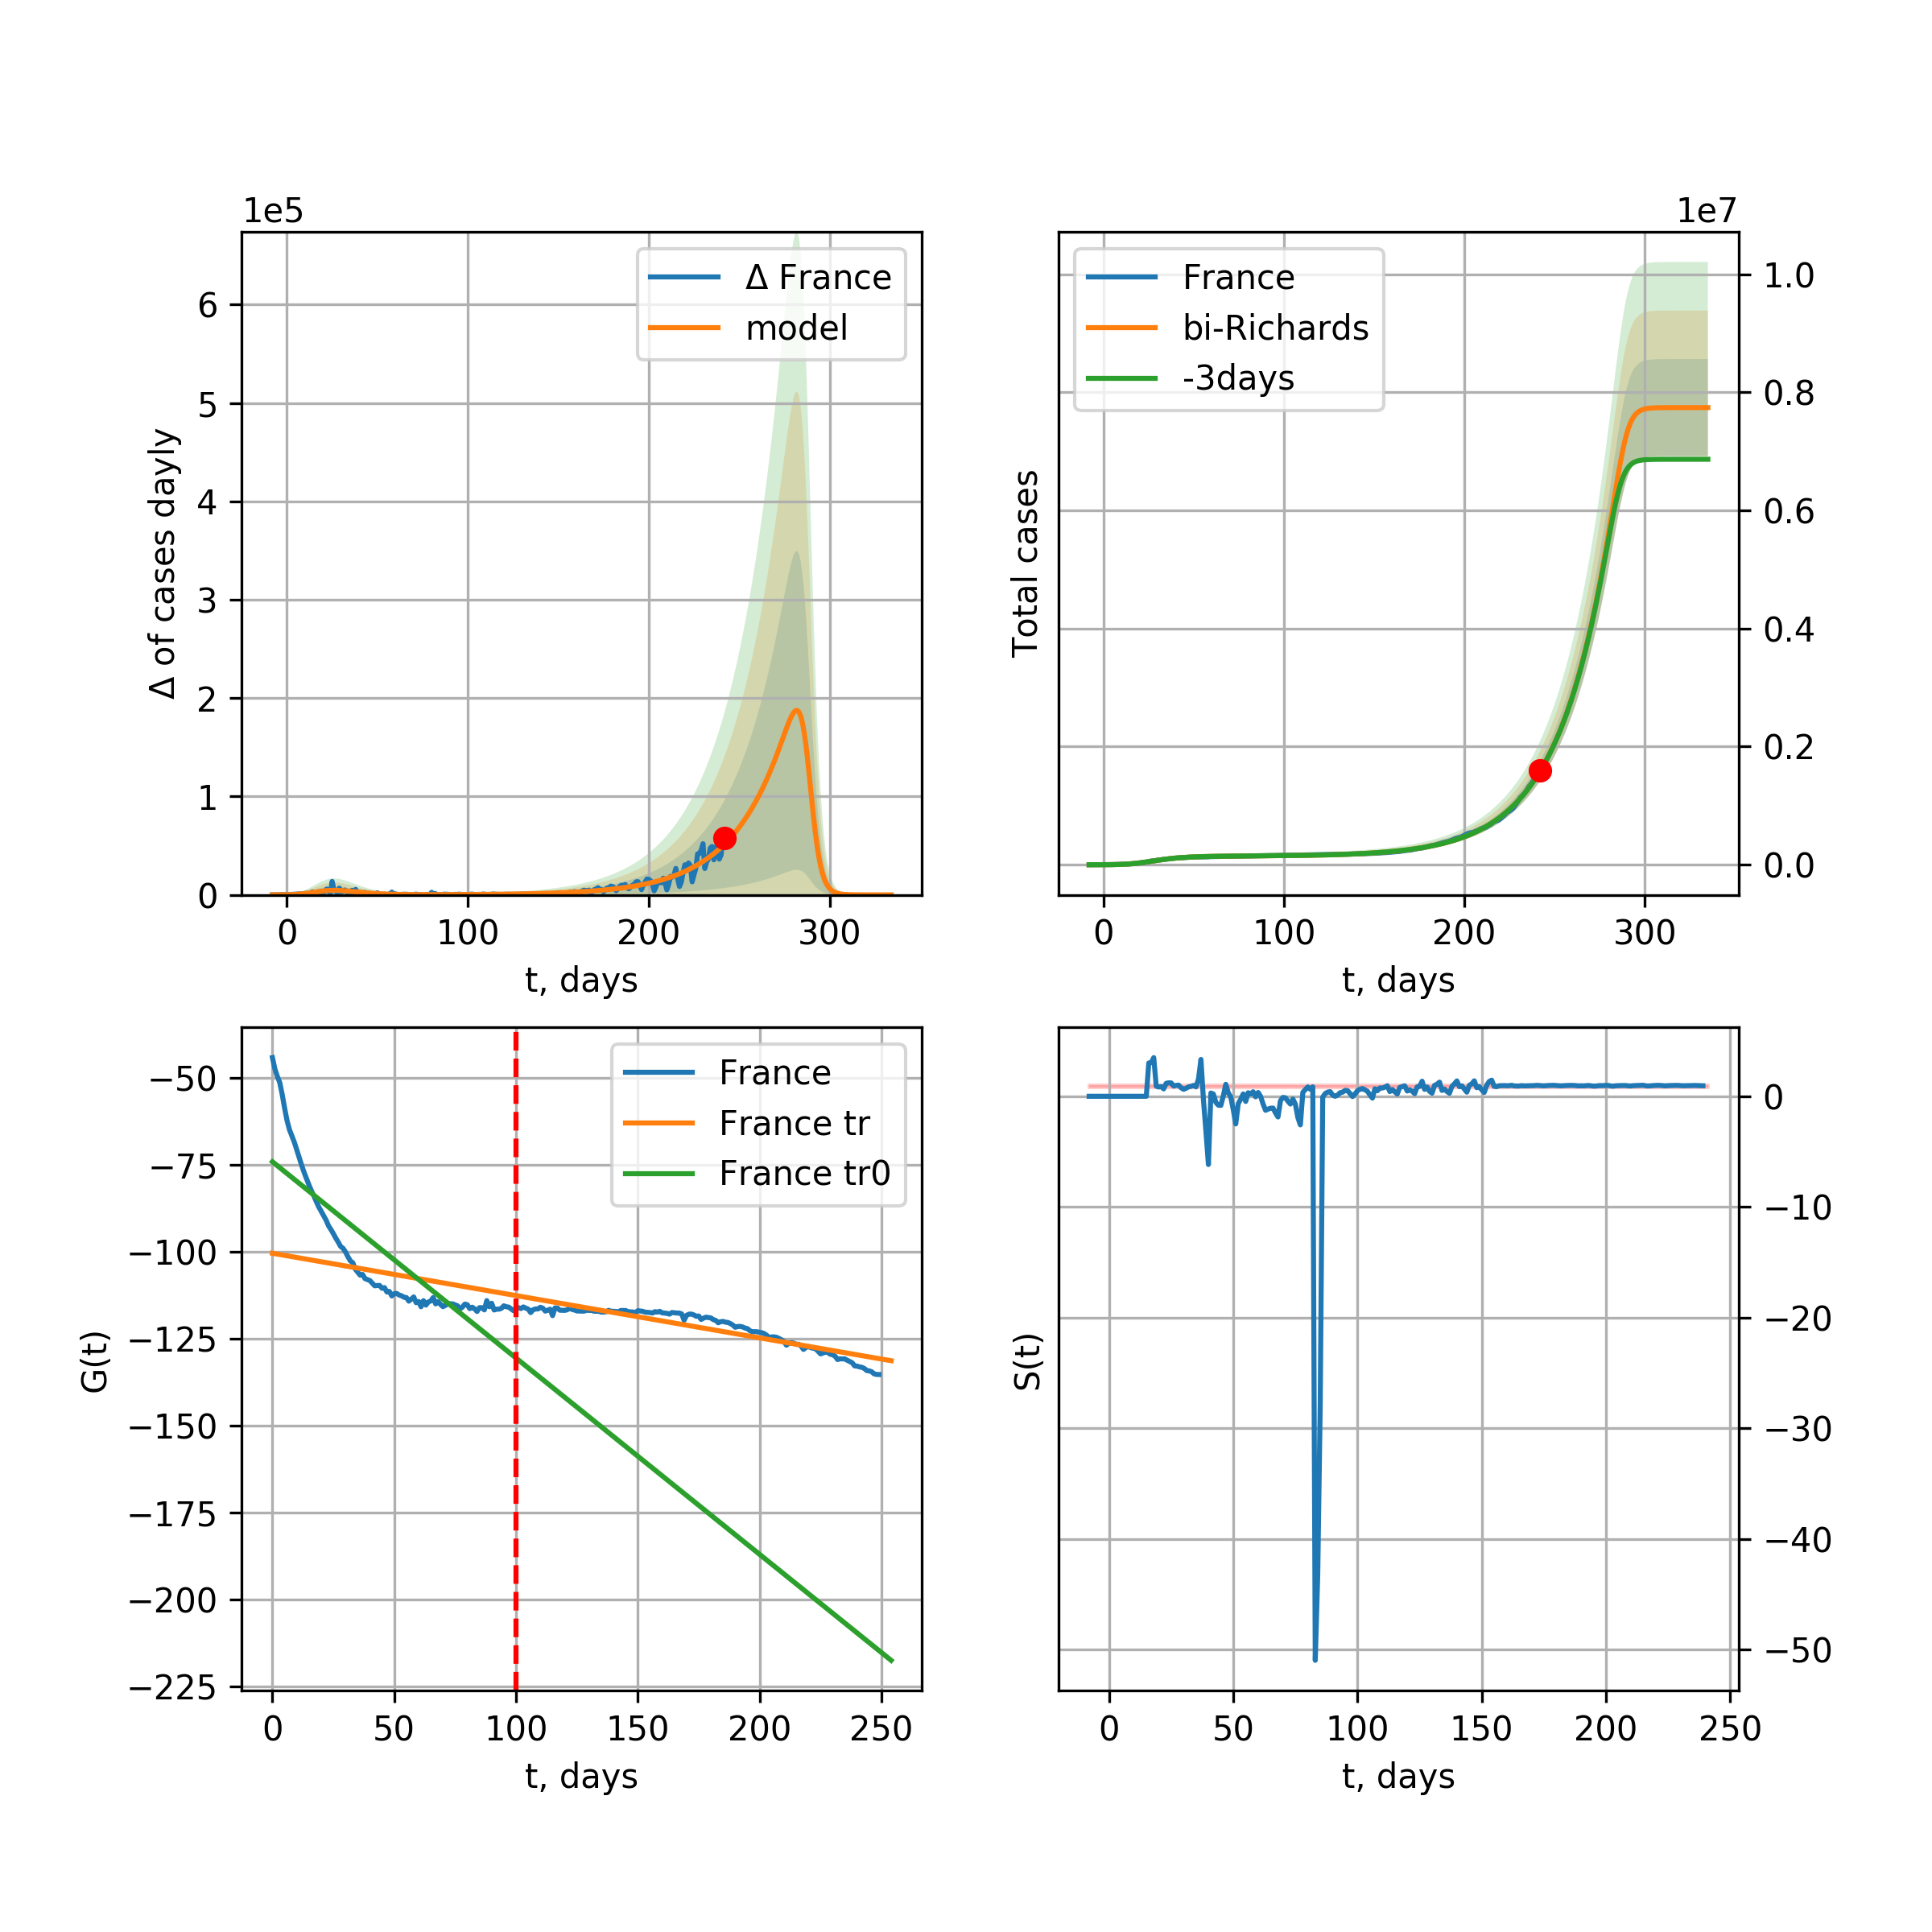 1e5
Δ of cases dayly
6
5
4
3
2
1
0
Δ France
model
0 100 200 300
t, days
1e7
Total cases
France
bi-Richards
-3days
1.0
0.8
0.6
0.4
0.2
0.0
0 100 200 300
t, days
G(t)
−50
−75
−100
−125
−150
−175
−200
−225
France
France tr
France tr0
0 50 100 150 200 250
t, days
S(t)
0
−10
−20
−30
−40
−50
0 50 100 150 200 250
t, days